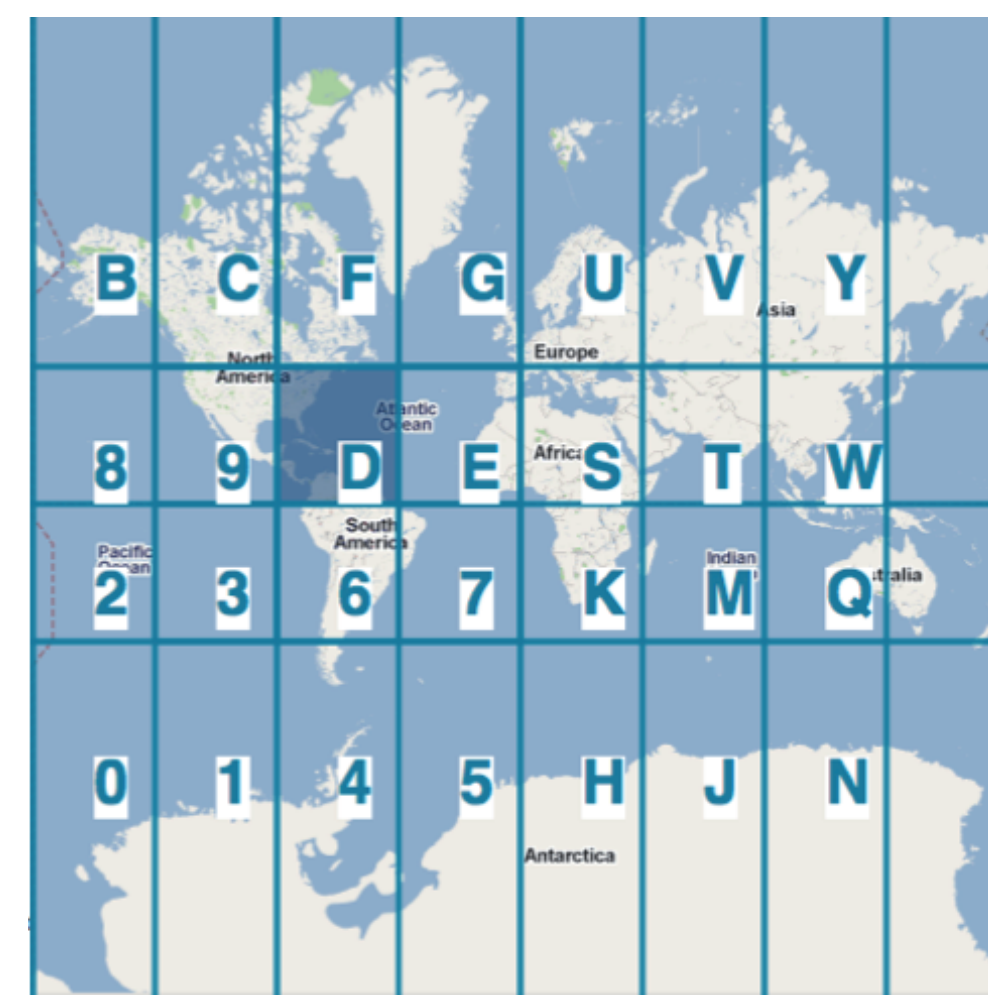 B C F G U V Y
Asia
Europe
North
America
Atlantic
Ocean
8 9 D E S T W
Africa
South
America
Pacific
Ocean
Indian
2 3 6 7 K M Q
0 1 4 5 H J N
Antarctica